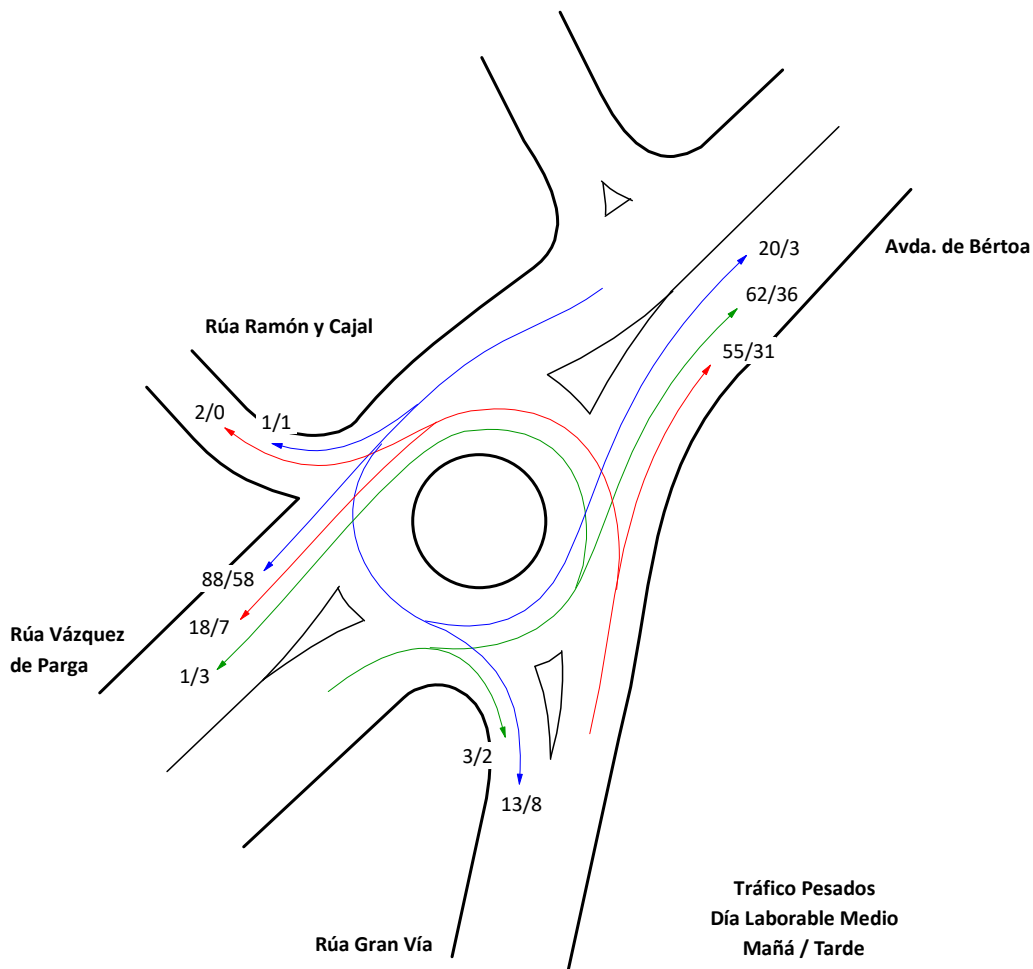 Avda. de Bértoa
20/3
62/36
Rúa Ramón y Cajal
55/31
2/0
1/1
88/58
18/7
Rúa Vázquez
de Parga
1/3
3/2
13/8
Tráfico Pesados
Día Laborable Medio
Mañá / Tarde
Rúa Gran Vía